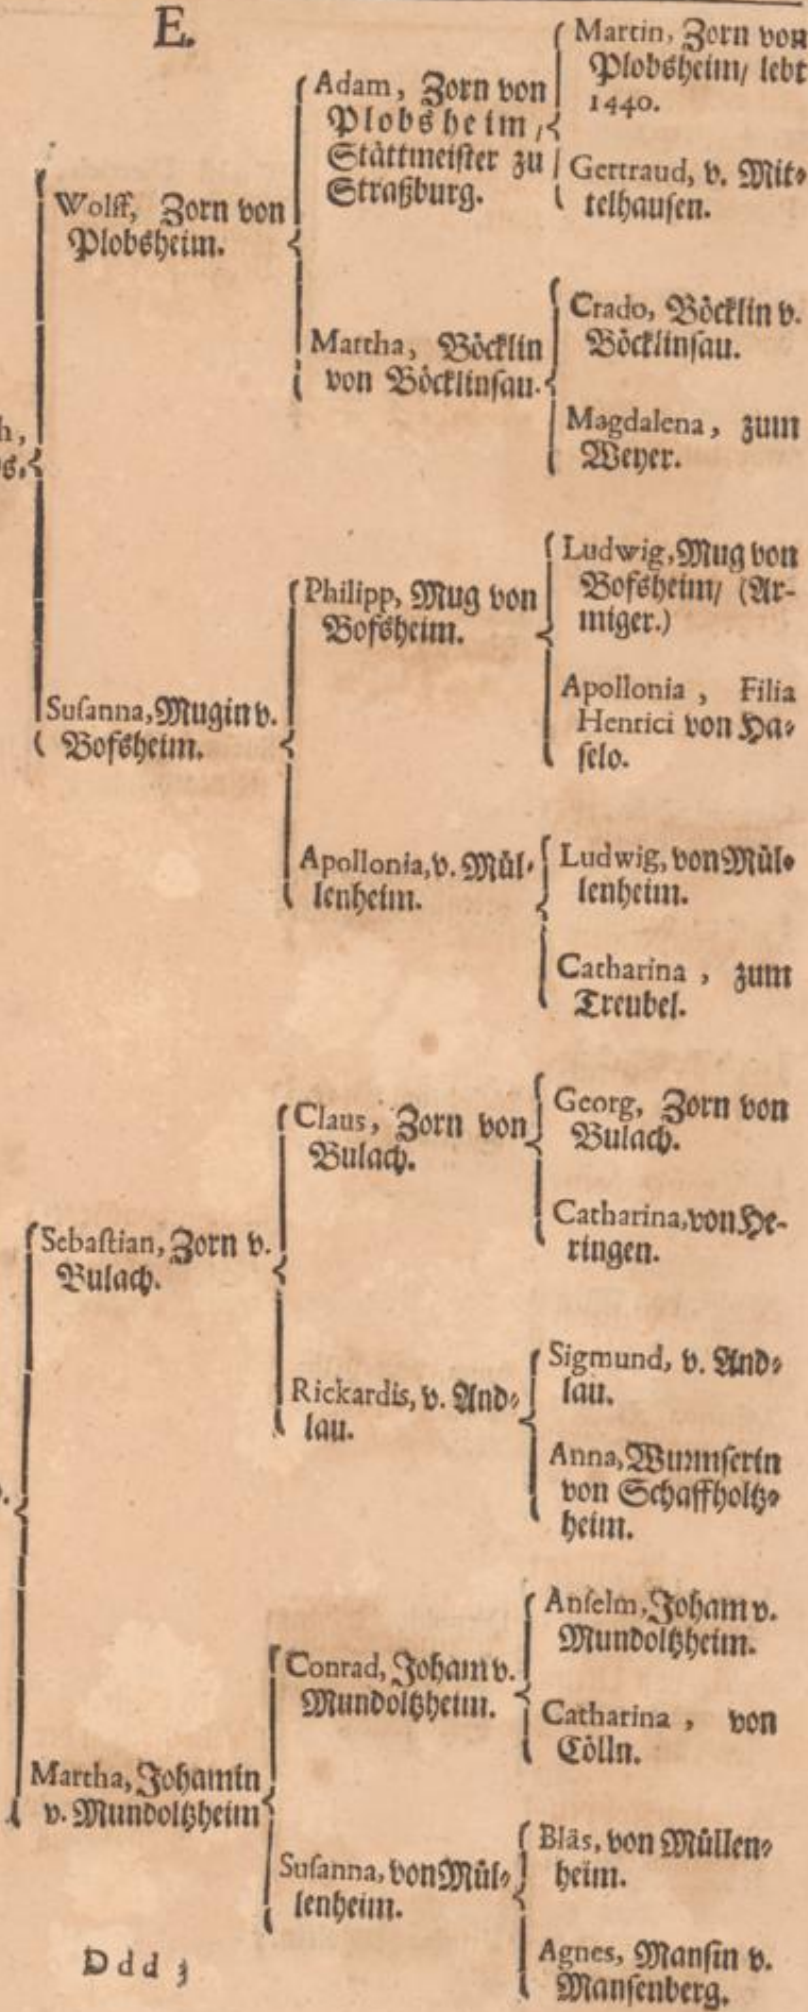 E.
Martin, Zorn von
Plobsheim/ lebt
1440.
Adam, Zorn von
Plobsheim,
Stättmeister zu
Straßburg.
Gertraud, v. Mit-
telhausen.
Wolff, Zorn von
Plobsheim.
Crado, Böcklin v.
Böcklinsau.
Martha, Böcklin
von Böcklinsau.
Magdalena, zum
Weyer.
h,
s.
Ludwig, Mug von
Bofsheim/ (Ar-
miger.)
Philipp, Mug von
Bofsheim.
Apollonia, Filia
Henrici von Ha-
selo.
Susanna, Mugin v.
Bofsheim.
Ludwig, von Mül-
lenheim.
Apollonia, v. Mül-
lenheim.
Catharina, zum
Treubel.
Georg, Zorn von
Bulach.
Claus, Zorn von
Bulach.
Catharina, von He-
ringen.
Sebastian, Zorn v.
Bulach.
Sigmund, v. And-
lau.
Rickardis, v. And-
lau.
Anna, Wurmserin
von Schaffholtz-
heim.
Anselm, Joham v.
Mundoltzheim.
Conrad, Joham v.
Mundoltzheim.
Catharina, von
Cölln.
Martha, Johamin
v. Mundoltzheim
Bläs, von Müllen-
heim.
Susanna, von Mül-
lenheim.
Agnes, Mansin v.
Mansenberg.
Ddd 3